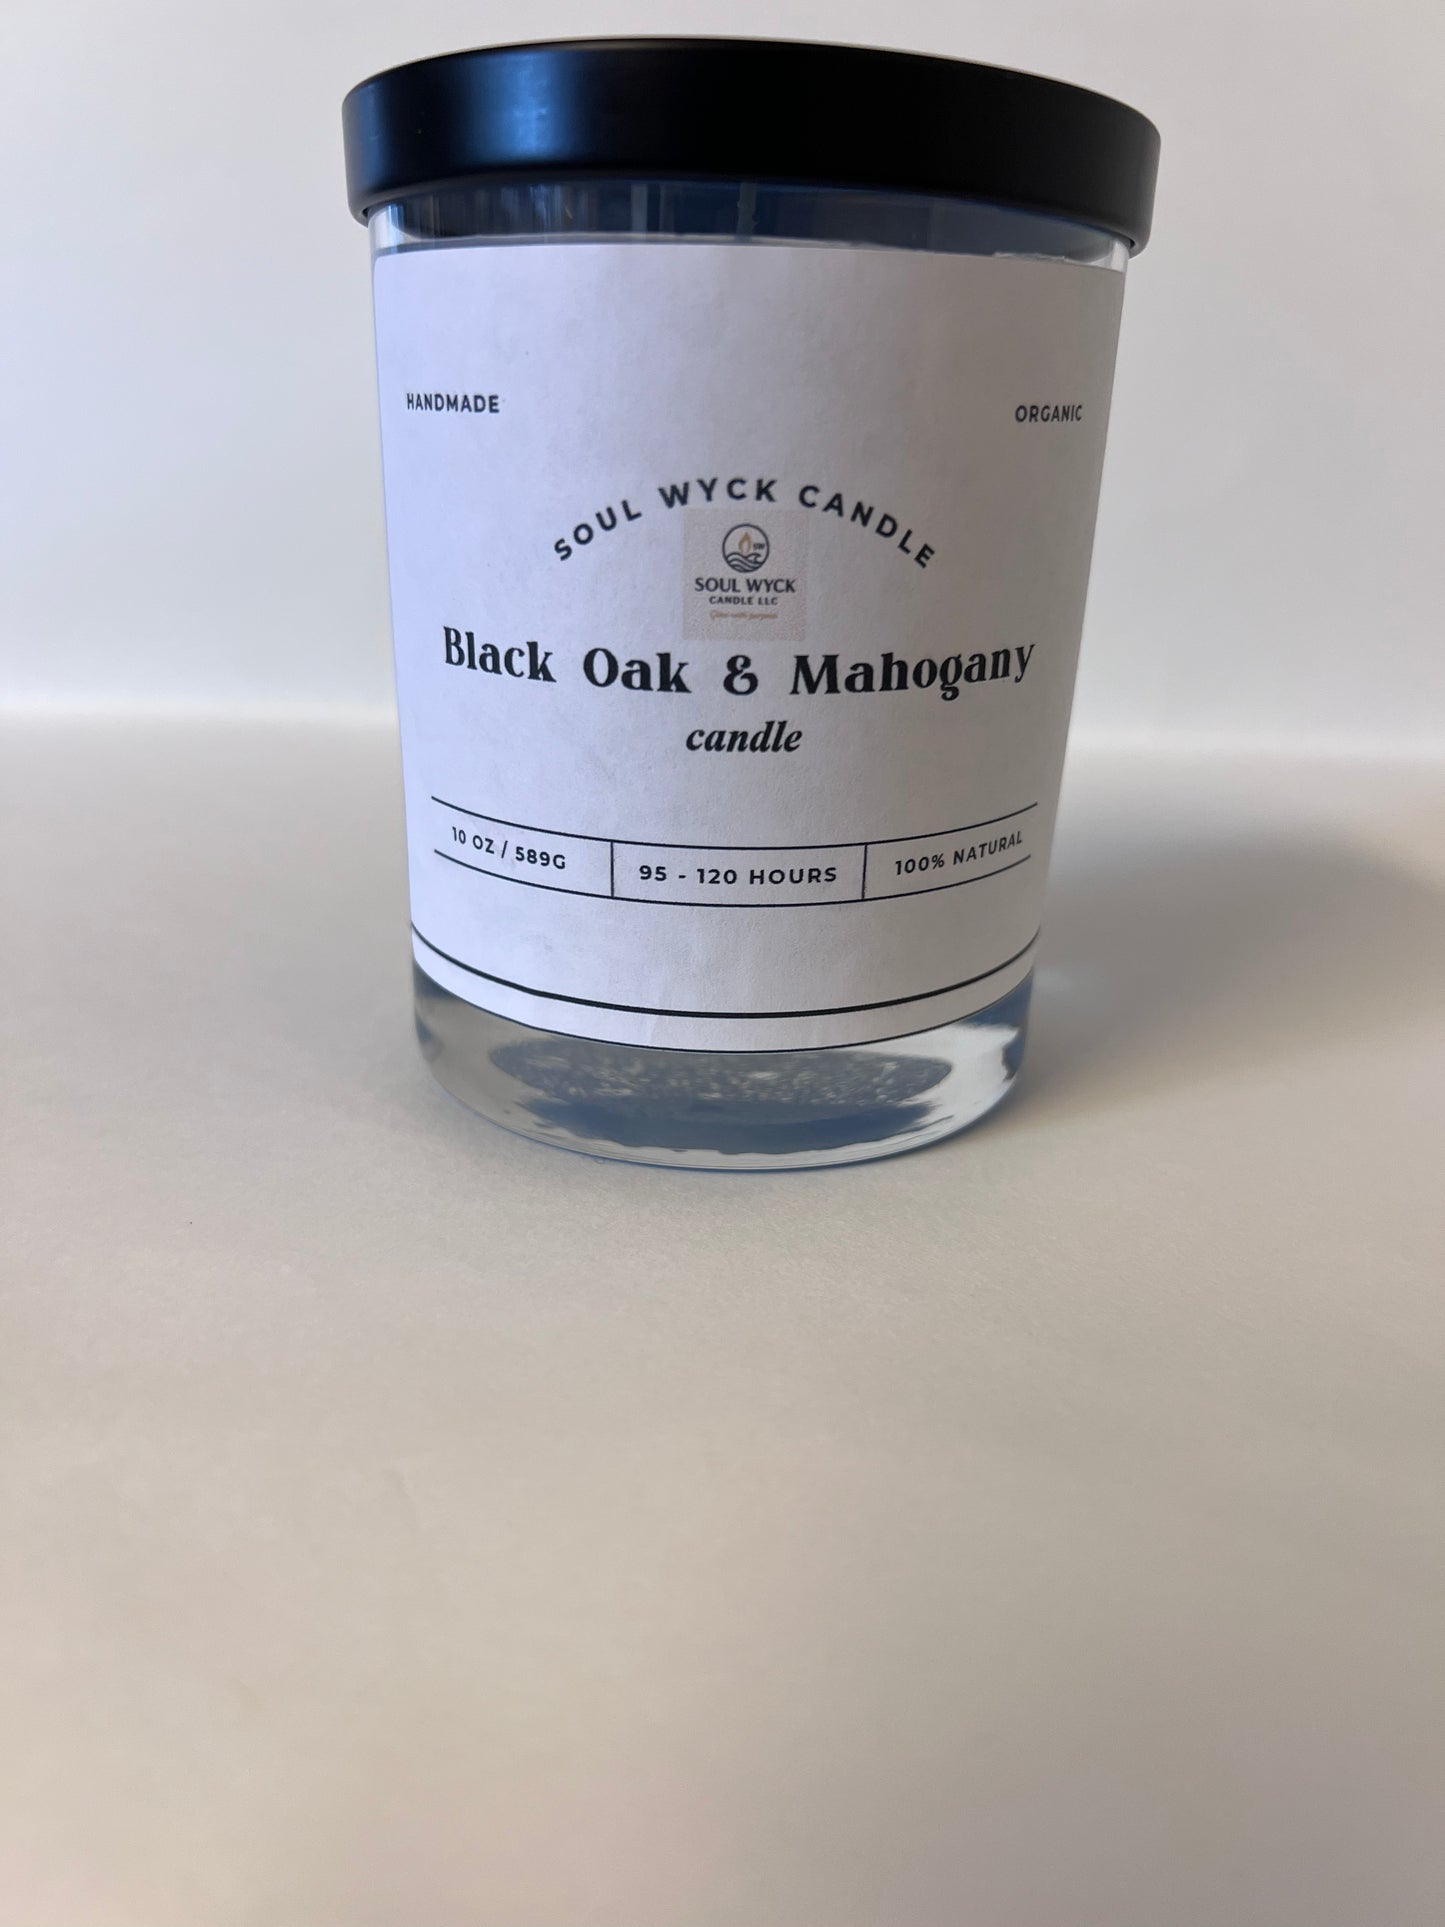 HANDMADE
ORGANIC
SOUL WYCK CANDLE
SW
SOUL WYCK
CANDLE LLC
Black Oak & Mahogany
candle
10 OZ / 589G
95 - 120 HOURS
100% NATURAL